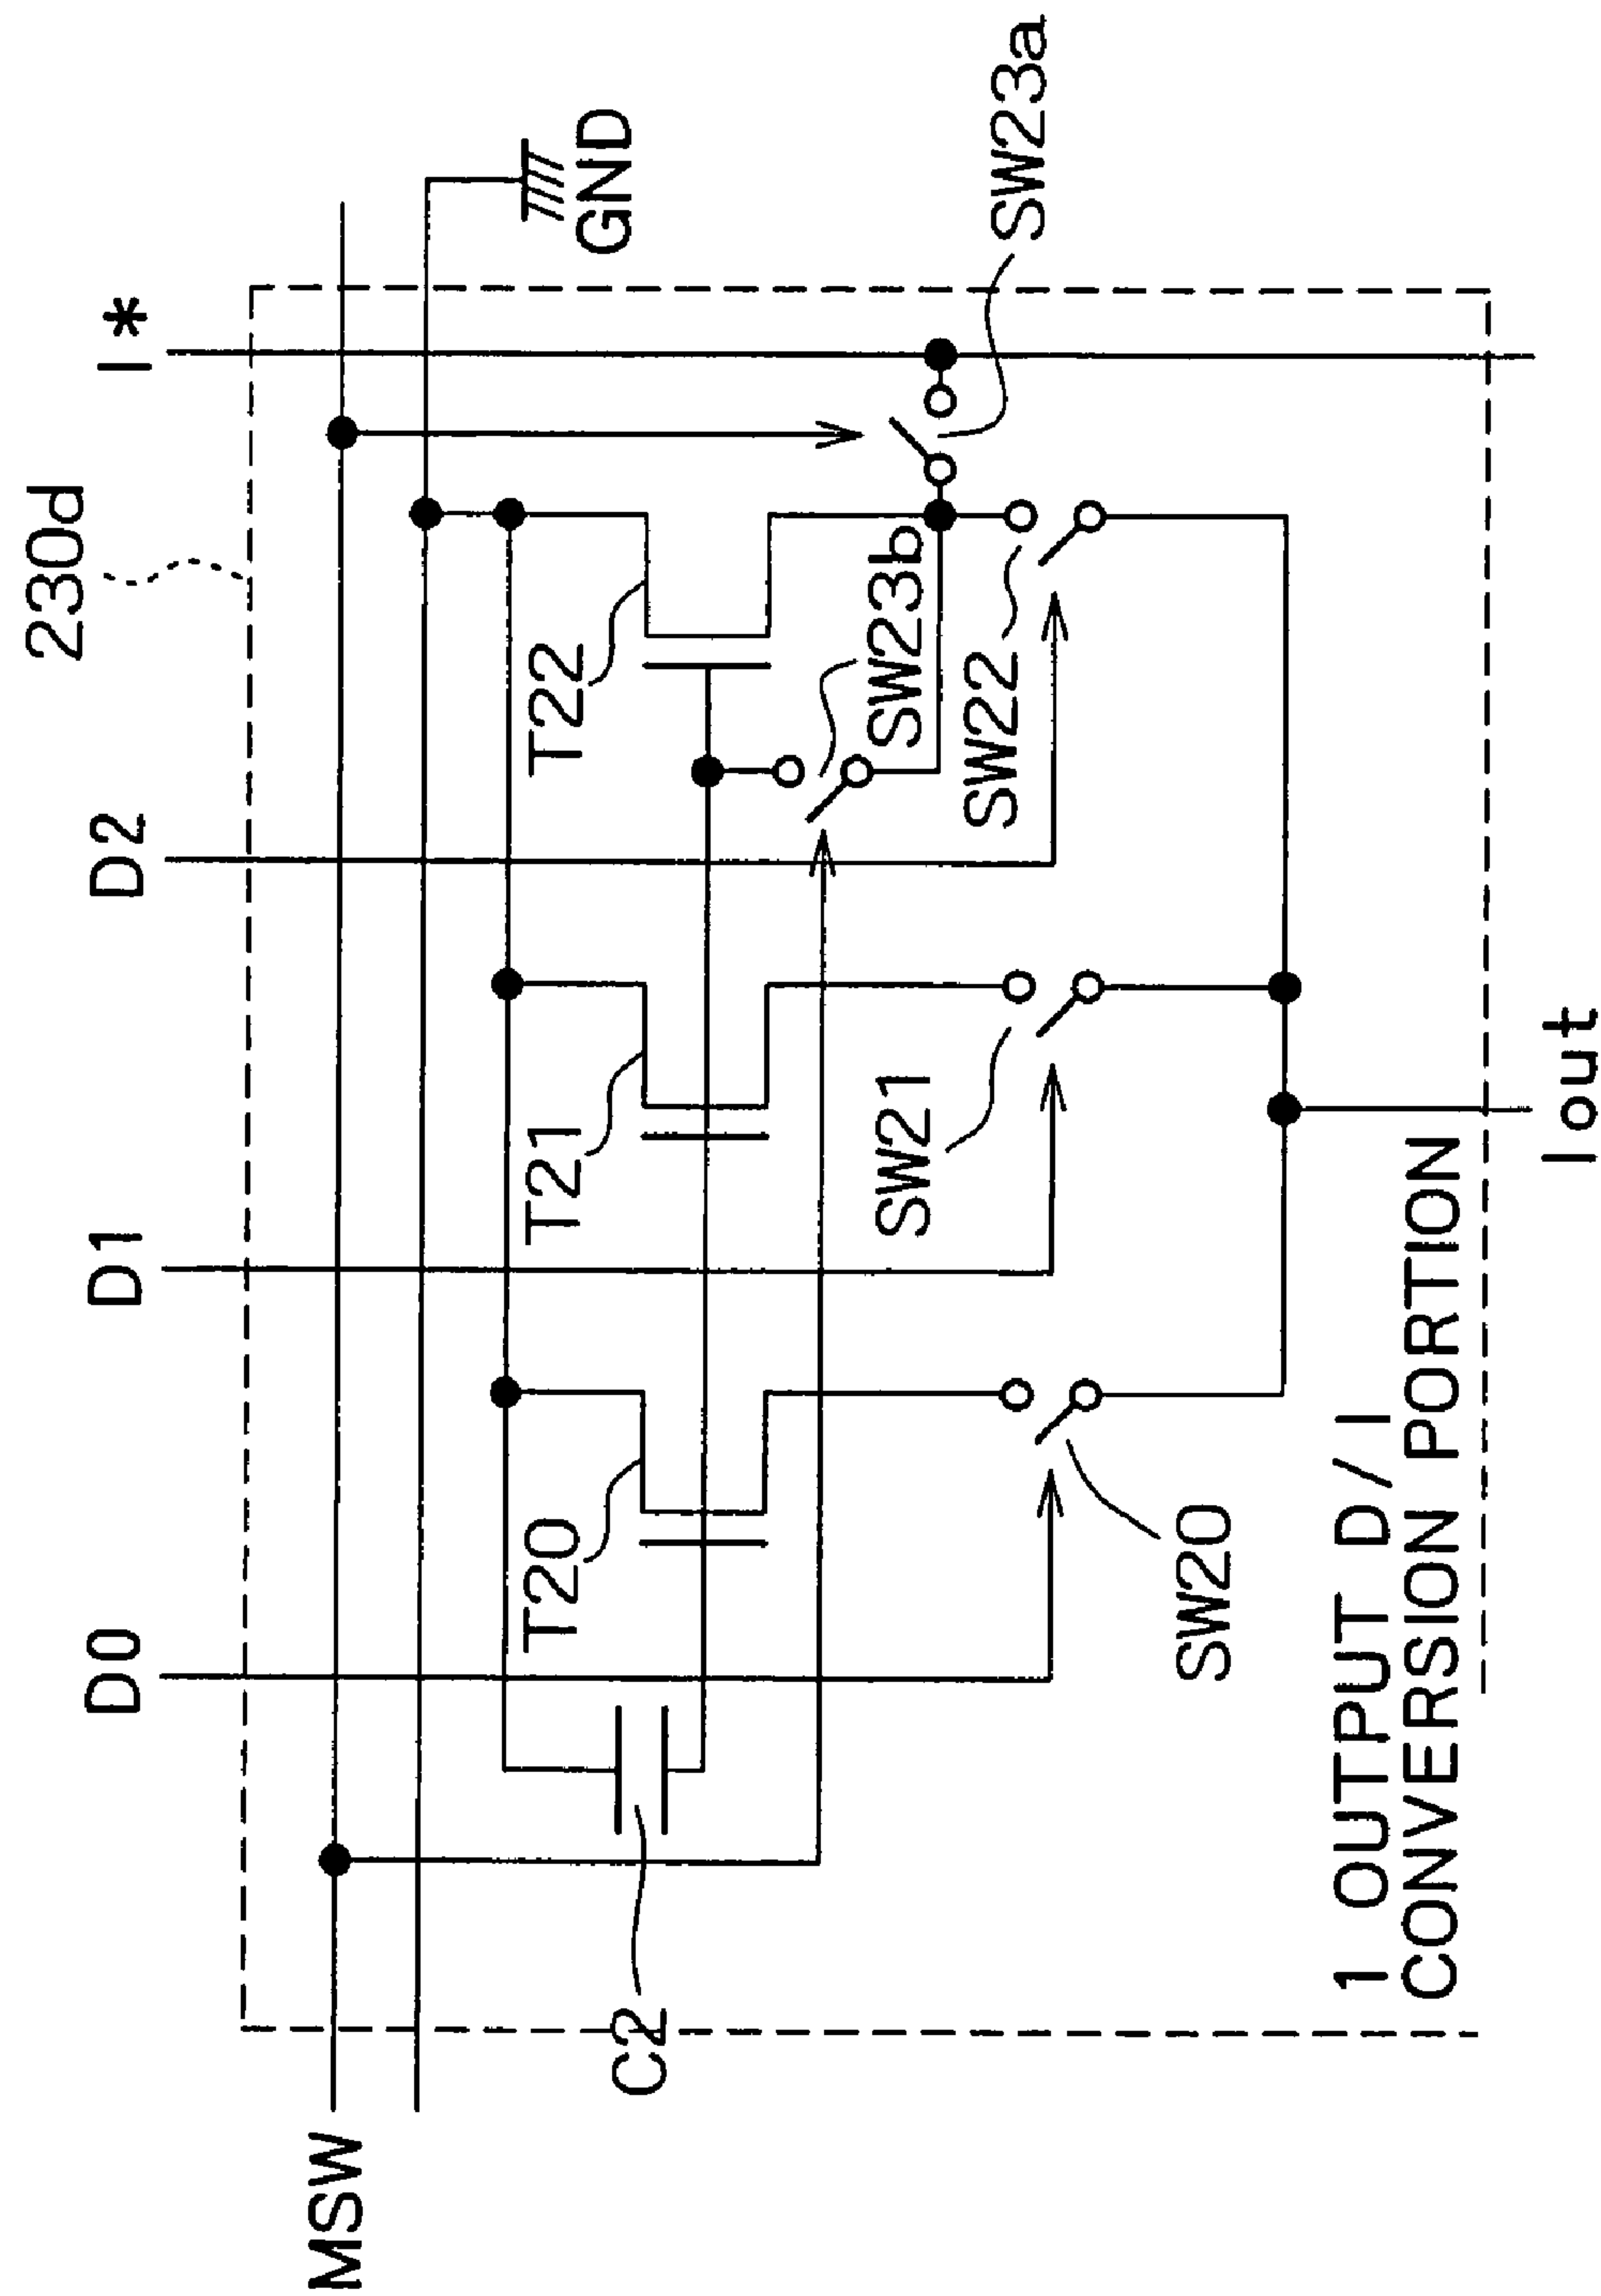 230d
D0
D1
D2
I*
MSW
GND
T20
T21
T22
C2
SW23b
SW23a
SW20
SW21
SW22
1 OUTPUT D/I
CONVERSION PORTION
Iout